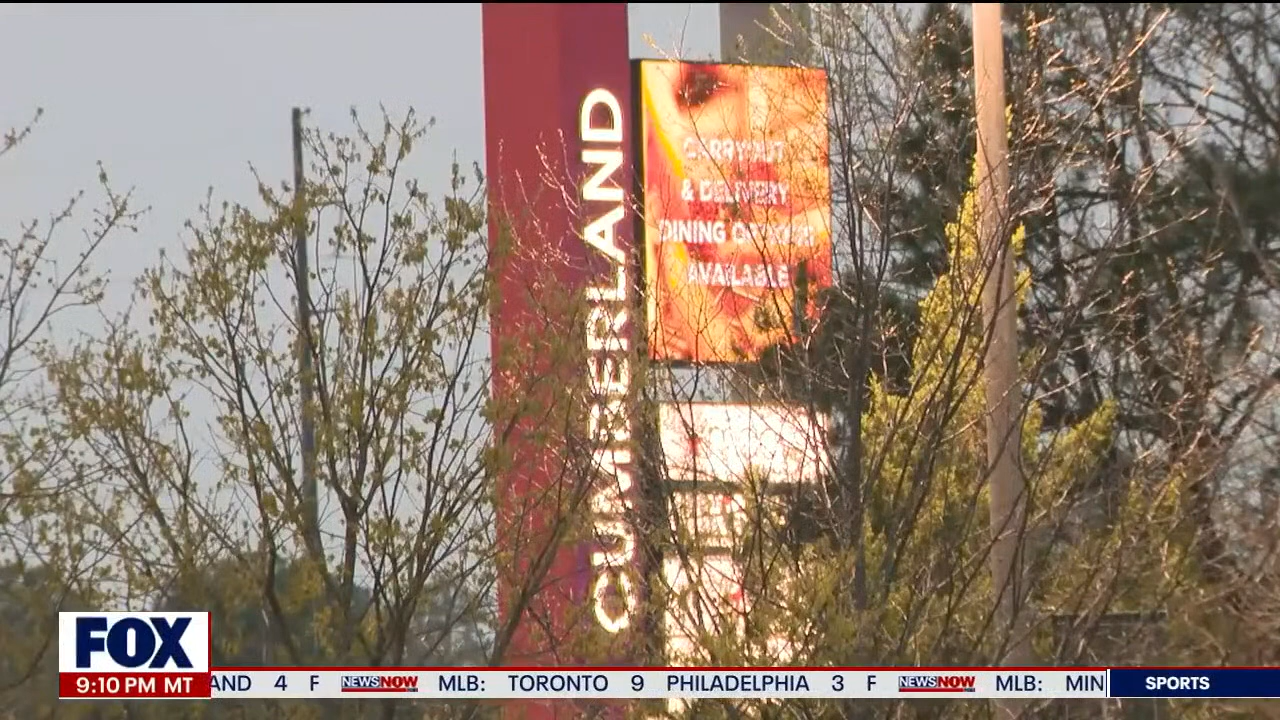 CUMBERLAND
CARRYOUT
& DELIVERY
DINING OPTIONS
AVAILABLE
FOX
9:10 PM MT
AND 4 F NEWSNOW MLB: TORONTO 9 PHILADELPHIA 3 F NEWSNOW MLB: MIN
SPORTS